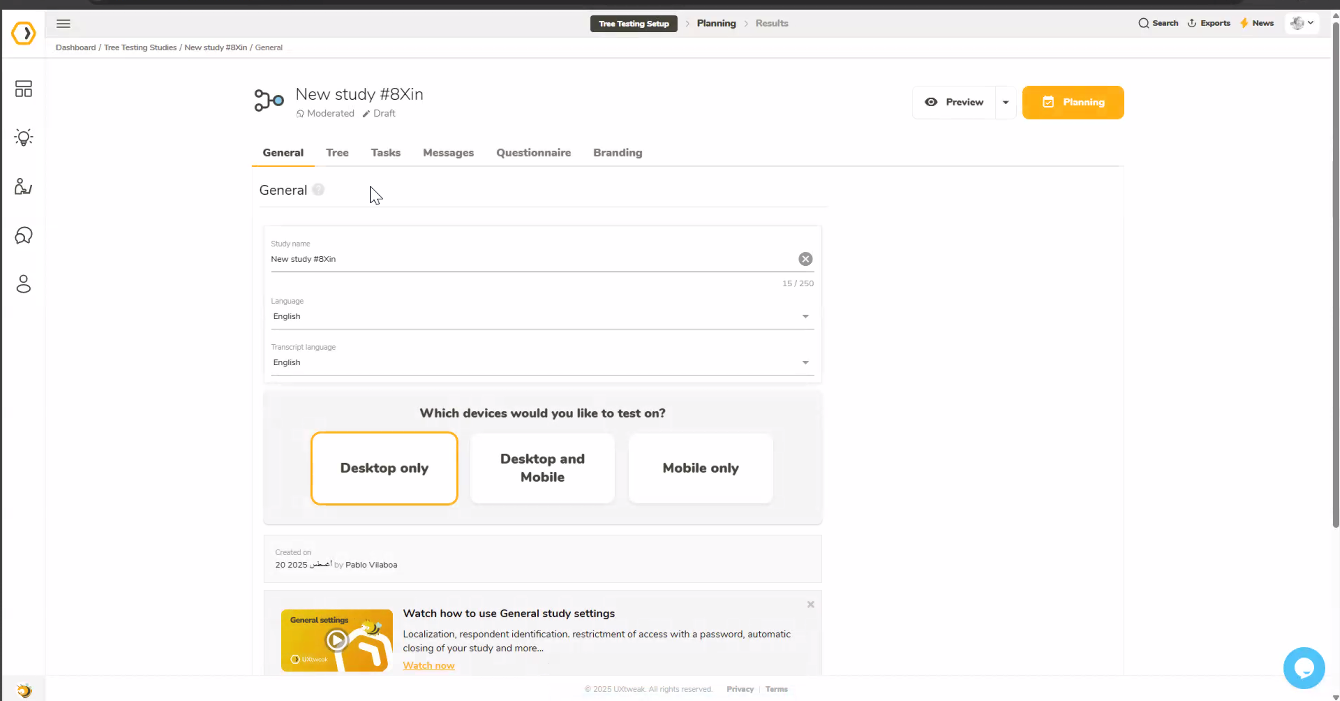 Tree Testing Setup > Planning > Results
Search Exports News
Dashboard / Tree Testing Studies / New study #8Xin / General
New study #8Xin
Moderated Draft
Preview
Planning
General Tree Tasks Messages Questionnaire Branding
General ?
Study name
New study #8Xin
15 / 250
Language
English
Transcript language
English
Which devices would you like to test on?
Desktop only
Desktop and
Mobile
Mobile only
Created on
20 أغسطس 2025 by Pablo Vilaboa
General settings
UXtweak
Watch how to use General study settings
Localization, respondent identification. restrictment of access with a password, automatic
closing of your study and more...
Watch now
© 2025 UXtweak. All rights reserved. Privacy | Terms